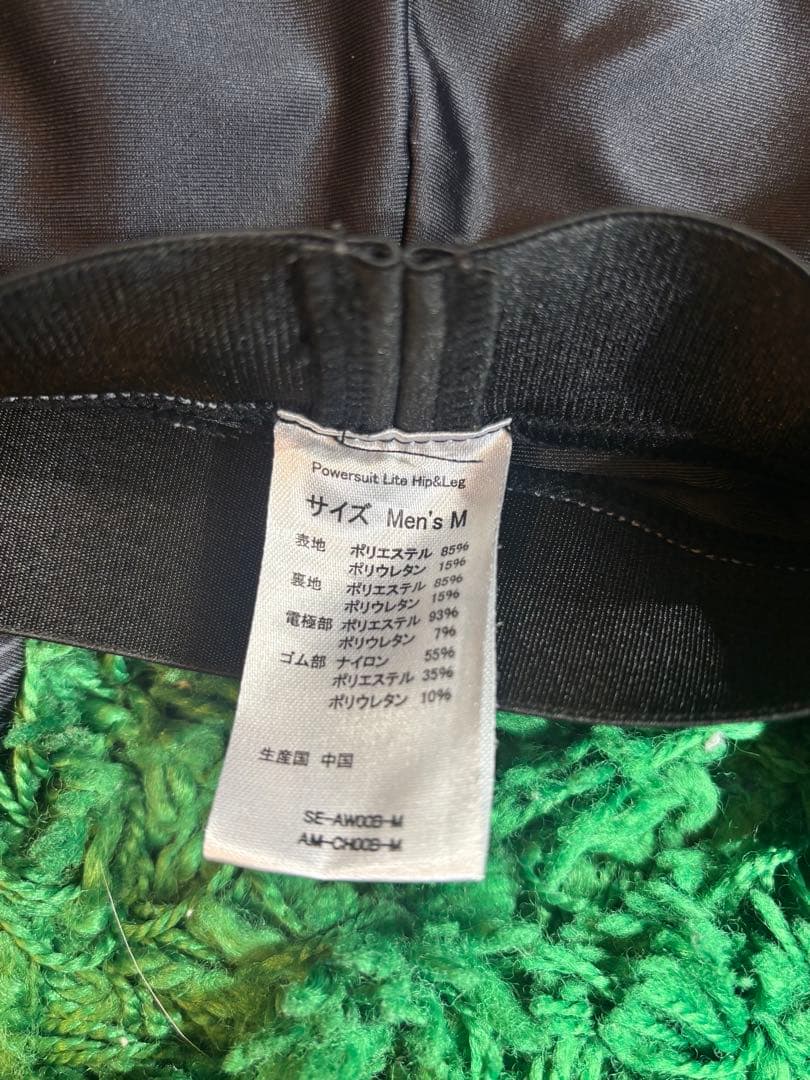 Powersuit Lite Hip&Leg
サイズ Men's M
表地 ポリエステル 85%
ポリウレタン 15%
裏地 ポリエステル 85%
ポリウレタン 15%
電極部 ポリエステル 93%
ポリウレタン 7%
ゴム部 ナイロン 55%
ポリエステル 35%
ポリウレタン 10%
生産国 中国